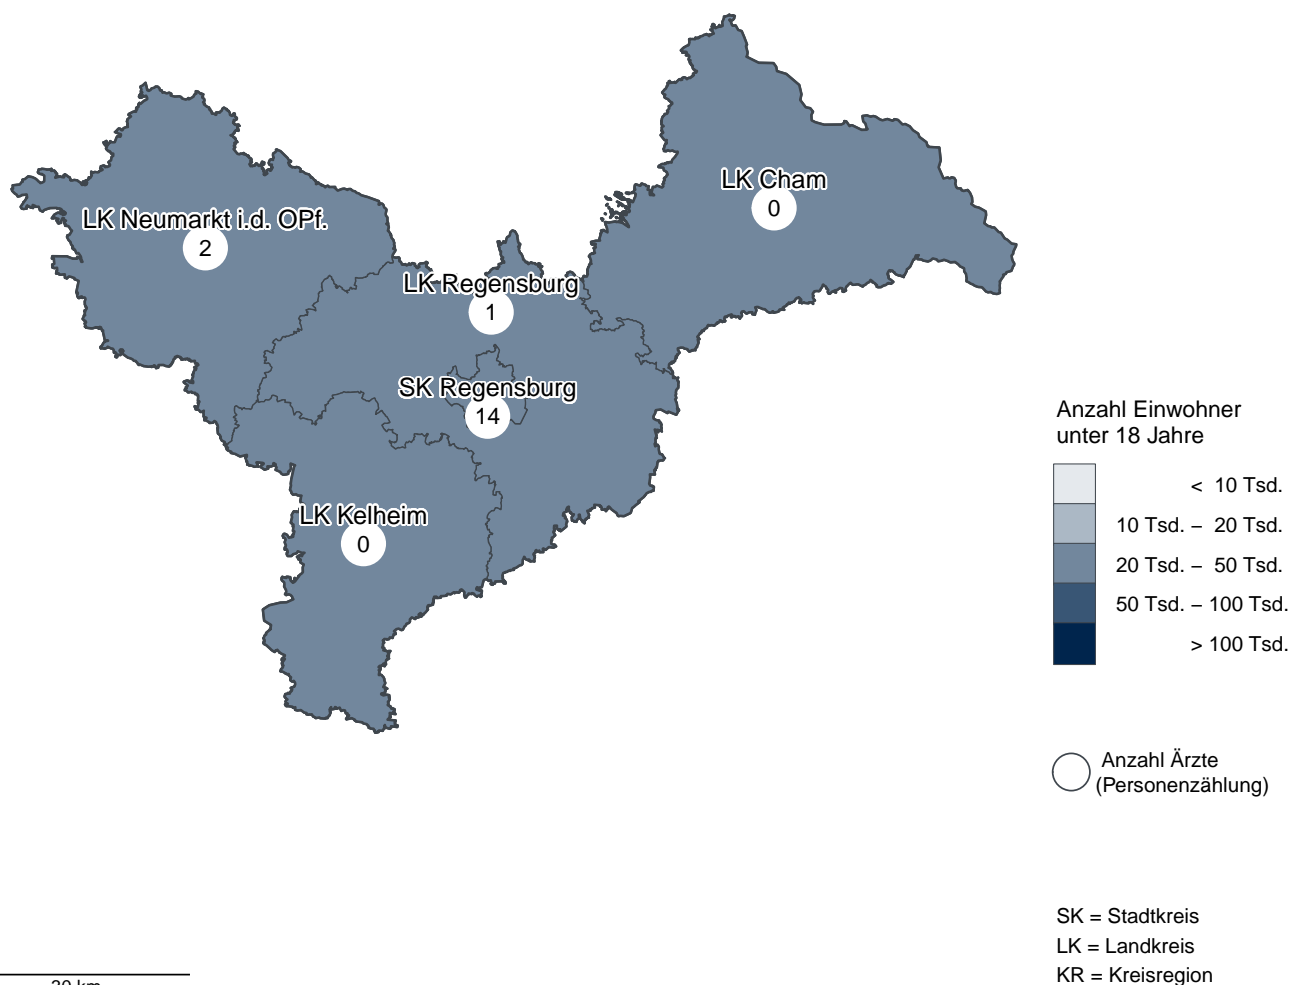 LK Cham
0
LK Neumarkt i.d. OPf.
2
LK Regensburg
1
SK Regensburg
14
LK Kelheim
0
Anzahl Einwohner
unter 18 Jahre
< 10 Tsd.
10 Tsd. – 20 Tsd.
20 Tsd. – 50 Tsd.
50 Tsd. – 100 Tsd.
> 100 Tsd.
Anzahl Ärzte
(Personenzählung)
SK = Stadtkreis
LK = Landkreis
KR = Kreisregion